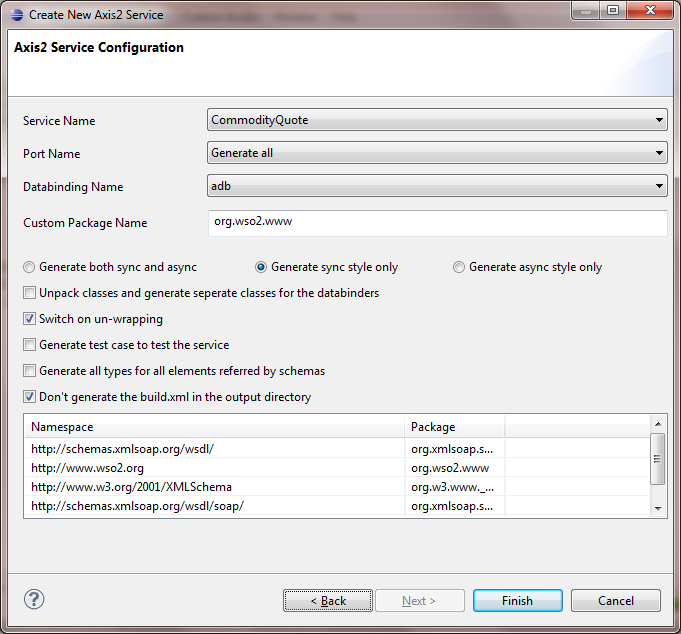 Create New Axis2 Service
Axis2 Service Configuration
Service Name CommodityQuote
Port Name Generate all
Databinding Name adb
Custom Package Name org.wso2.www
Generate both sync and async Generate sync style only Generate async style only
Unpack classes and generate seperate classes for the databinders
Switch on un-wrapping
Generate test case to test the service
Generate all types for all elements referred by schemas
Don't generate the build.xml in the output directory
Namespace Package
http://schemas.xmlsoap.org/wsdl/ org.xmlsoap.s...
http://www.wso2.org org.wso2.www
http://www.w3.org/2001/XMLSchema org.w3.www._...
http://schemas.xmlsoap.org/wsdl/soap/ org.xmlsoap.s...
? < Back Next > Finish Cancel